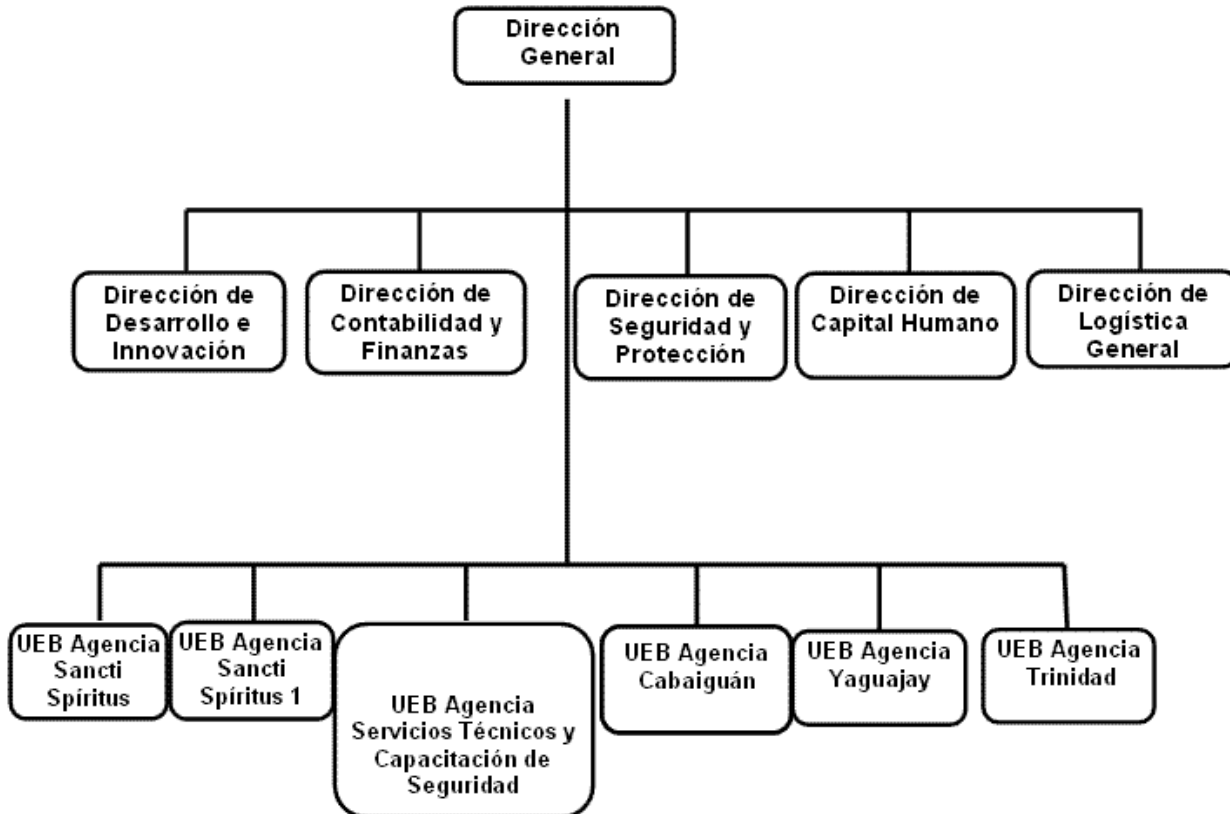 Dirección
General
Dirección de
Desarrollo e
Innovación
Dirección de
Contabilidad y
Finanzas
Dirección de
Seguridad y
Protección
Dirección de
Capital Humano
Dirección de
Logística
General
UEB Agencia
Sancti
Spíritus
UEB Agencia
Sancti
Spíritus 1
UEB Agencia
Servicios Técnicos y
Capacitación de
Seguridad
UEB Agencia
Cabaiguán
UEB Agencia
Yaguajay
UEB Agencia
Trinidad